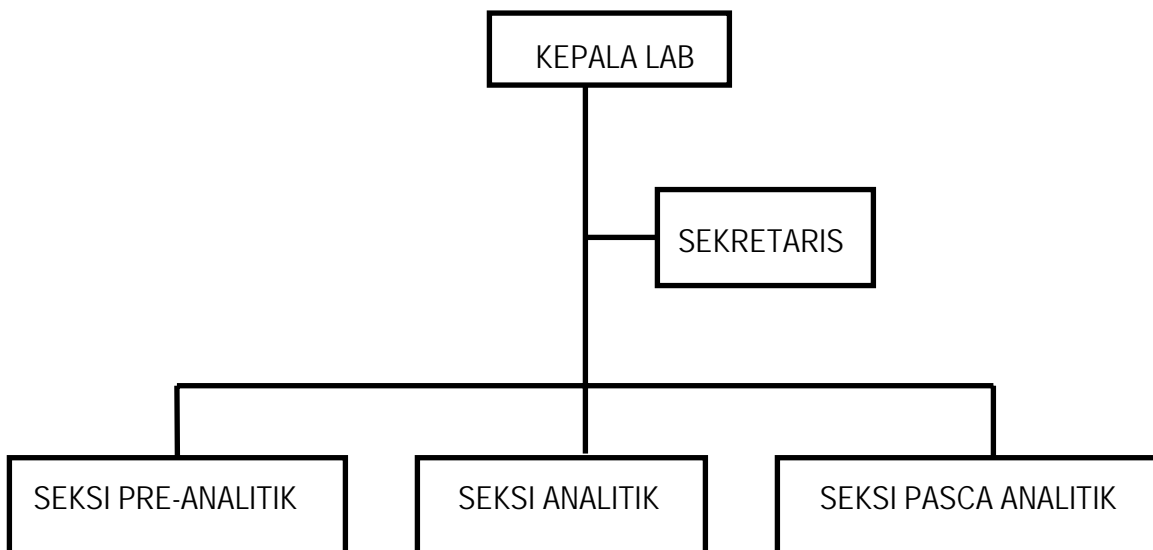 KEPALA LAB
SEKRETARIS
SEKSI PRE-ANALITIK
SEKSI ANALITIK
SEKSI PASCA ANALITIK